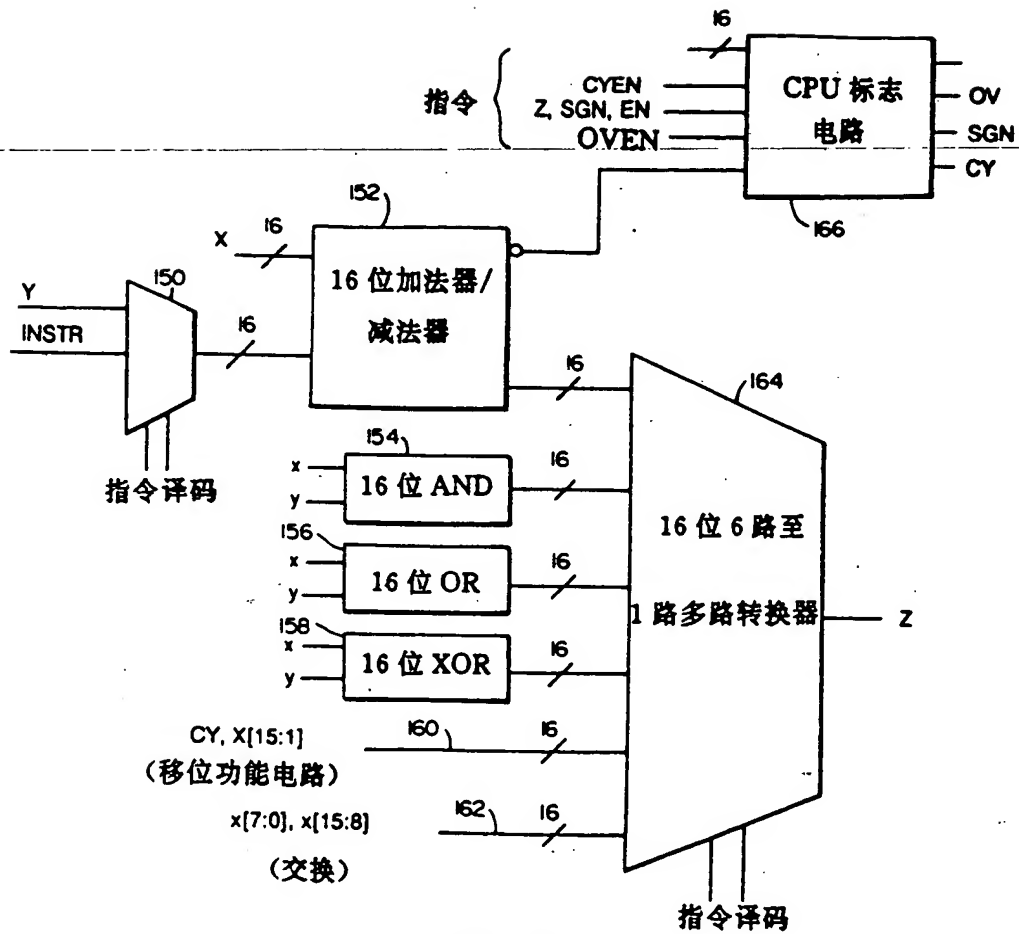 16
指令
CYEN
Z, SGN, EN
OVEN
CPU 标志
电路
OV
SGN
CY
166
152
X
16
16 位加法器/
减法器
150
Y
INSTR
16
指令译码
16
164
154
x
y
16 位 AND
16
156
x
y
16 位 OR
16
158
x
y
16 位 XOR
16
16 位 6 路至
1 路多路转换器
Z
CY, X[15:1]
(移位功能电路)
160
16
x[7:0], x[15:8]
(交换)
162
16
指令译码